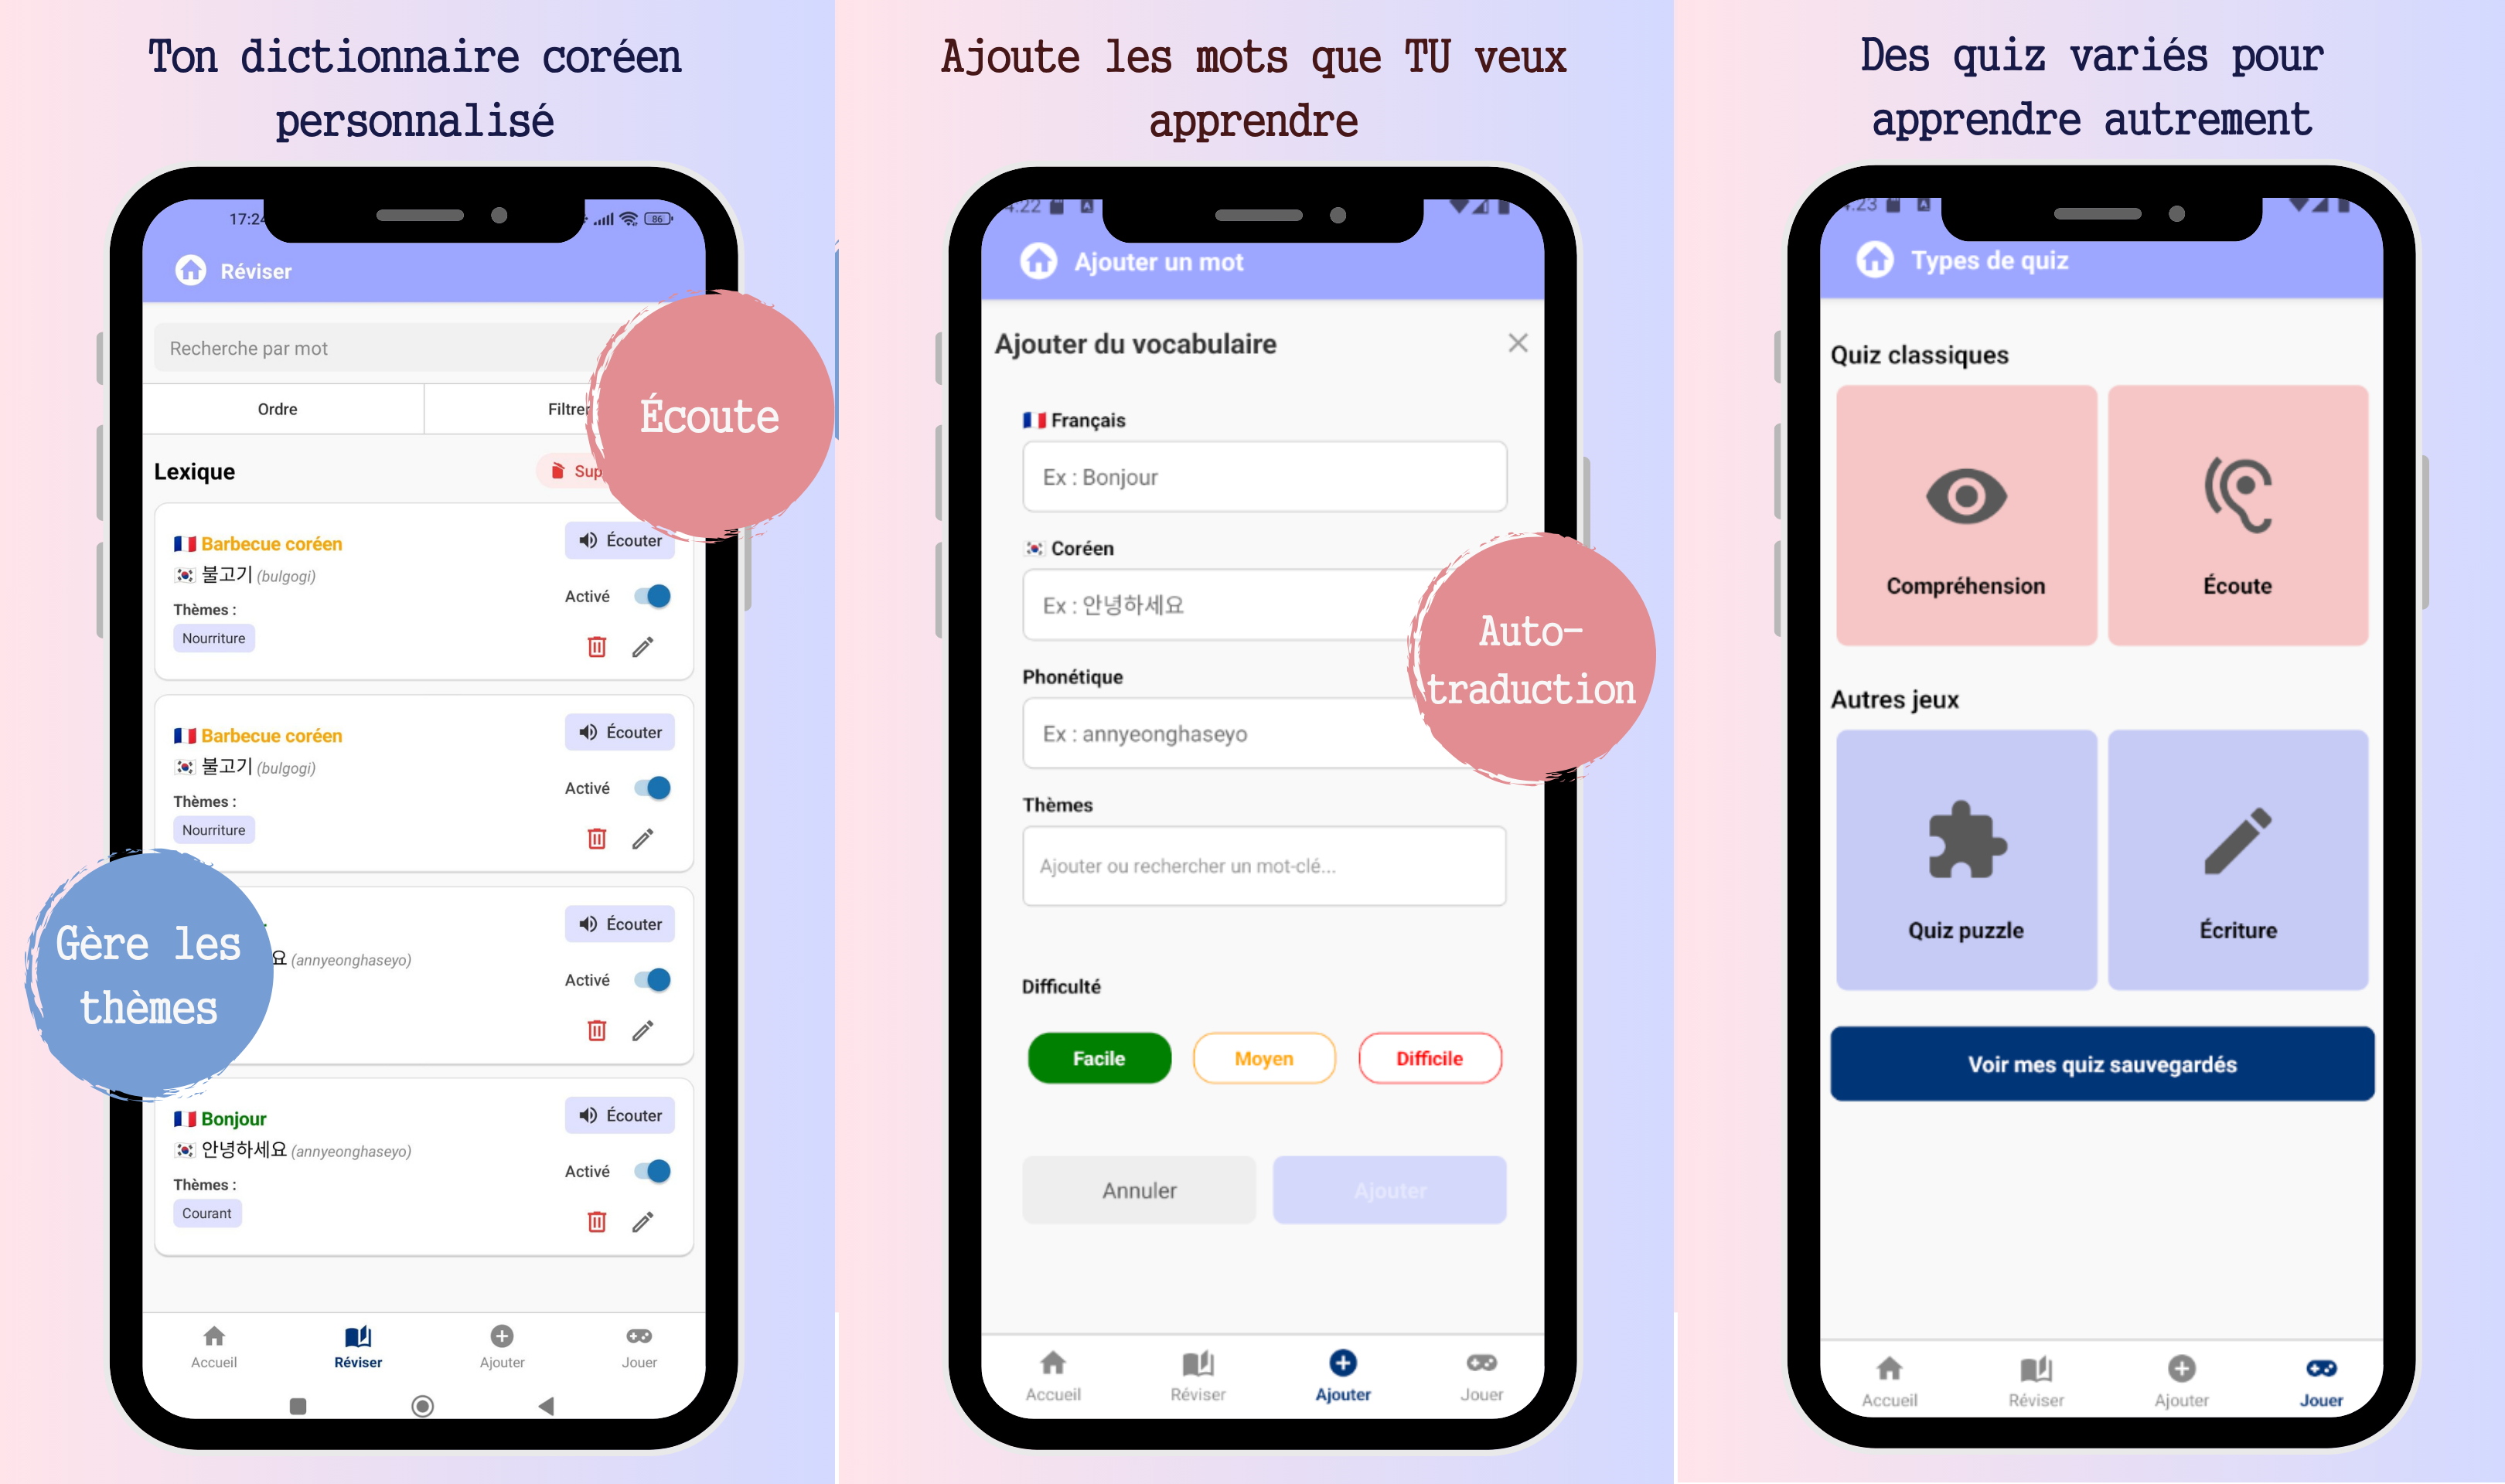 Ton dictionnaire coréen
personnalisé
17:24
86
Réviser
Recherche par mot
Ordre
Filtrer
Écoute
Lexique
Sup
Barbecue coréen
Écouter
불고기 (bulgogi)
Activé
Thèmes :
Nourriture
Barbecue coréen
Écouter
불고기 (bulgogi)
Activé
Thèmes :
Nourriture
Gère les
thèmes
Écouter
요 (annyeonghaseyo)
Activé
Bonjour
Écouter
안녕하세요 (annyeonghaseyo)
Activé
Thèmes :
Courant
Accueil
Réviser
Ajouter
Jouer
Ajoute les mots que TU veux
apprendre
Ajouter un mot
Ajouter du vocabulaire
Français
Ex : Bonjour
Coréen
Ex : 안녕하세요
Auto-
traduction
Phonétique
Ex : annyeonghaseyo
Thèmes
Ajouter ou rechercher un mot-clé...
Difficulté
Facile
Moyen
Difficile
Annuler
Ajouter
Accueil
Réviser
Ajouter
Jouer
Des quiz variés pour
apprendre autrement
Types de quiz
Quiz classiques
Compréhension
Écoute
Autres jeux
Quiz puzzle
Écriture
Voir mes quiz sauvegardés
Accueil
Réviser
Ajouter
Jouer